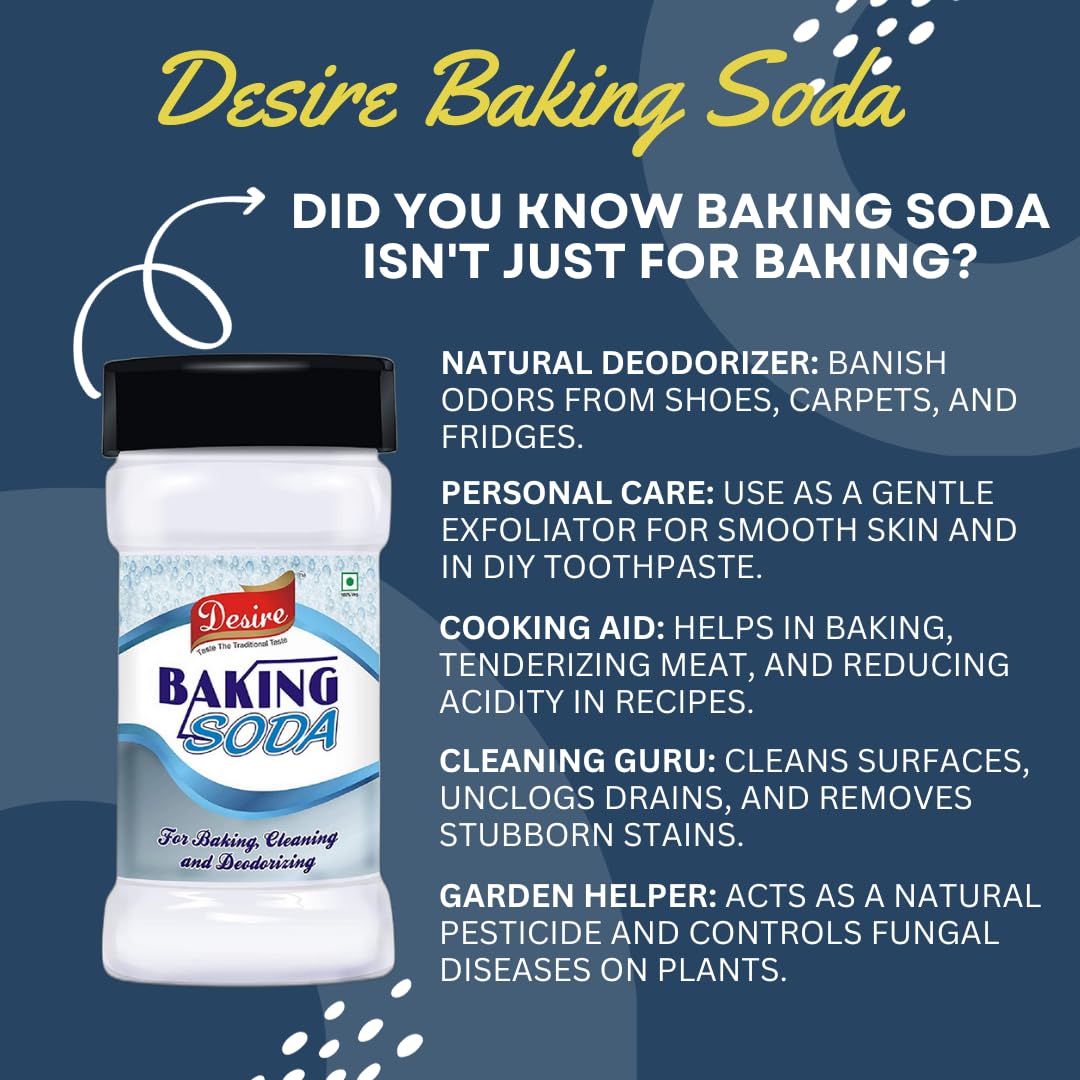 Desire Baking Soda
DID YOU KNOW BAKING SODA
ISN'T JUST FOR BAKING?
NATURAL DEODORIZER: BANISH
ODORS FROM SHOES, CARPETS, AND
FRIDGES.
PERSONAL CARE: USE AS A GENTLE
EXFOLIATOR FOR SMOOTH SKIN AND
IN DIY TOOTHPASTE.
COOKING AID: HELPS IN BAKING,
TENDERIZING MEAT, AND REDUCING
ACIDITY IN RECIPES.
CLEANING GURU: CLEANS SURFACES,
UNCLOGS DRAINS, AND REMOVES
STUBBORN STAINS.
GARDEN HELPER: ACTS AS A NATURAL
PESTICIDE AND CONTROLS FUNGAL
DISEASES ON PLANTS.
Desire
Taste The Traditional Taste
BAKING
SODA
For Baking, Cleaning
and Deodorizing